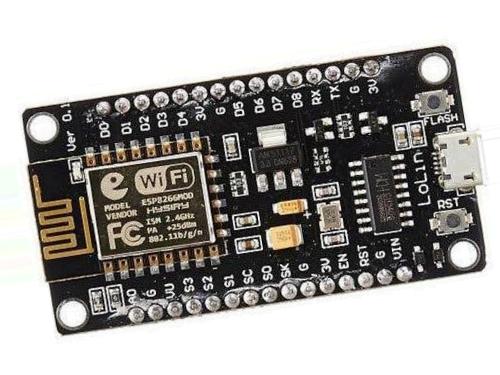 Ver 0.1
D0 D1 D2 D3 D4 3V G D5 D6 D7 D8 RX TX G 3V
FLASH
WiFi
MODEL ESP8266MOD
VENDOR
ISM 2.4GHz
PA +25dBm
802.11b/g/n
FC
LoLin
RST
G VU S3 S2 S1 SC S0 SK G 3V EN RST G VIN